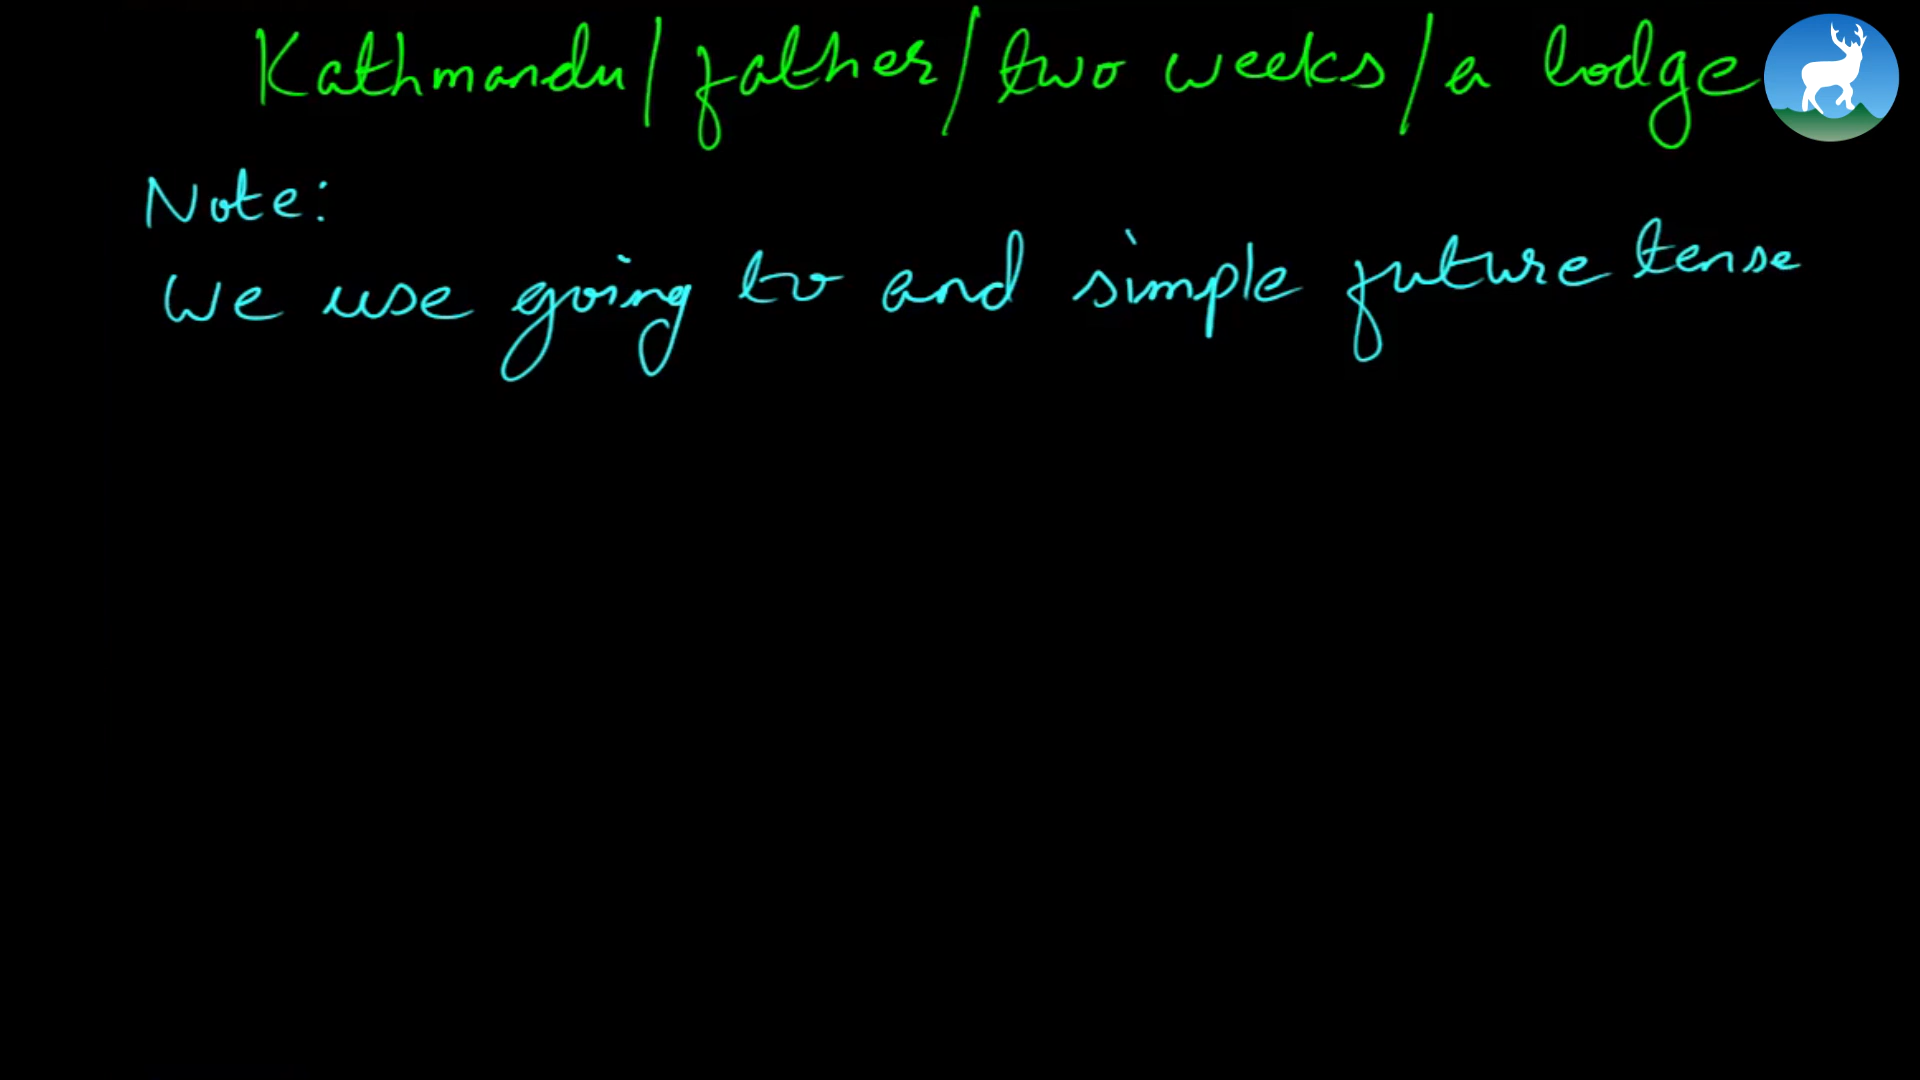 Kathmandu/father/two weeks/a lodge
Note:
We use going to and simple future tense